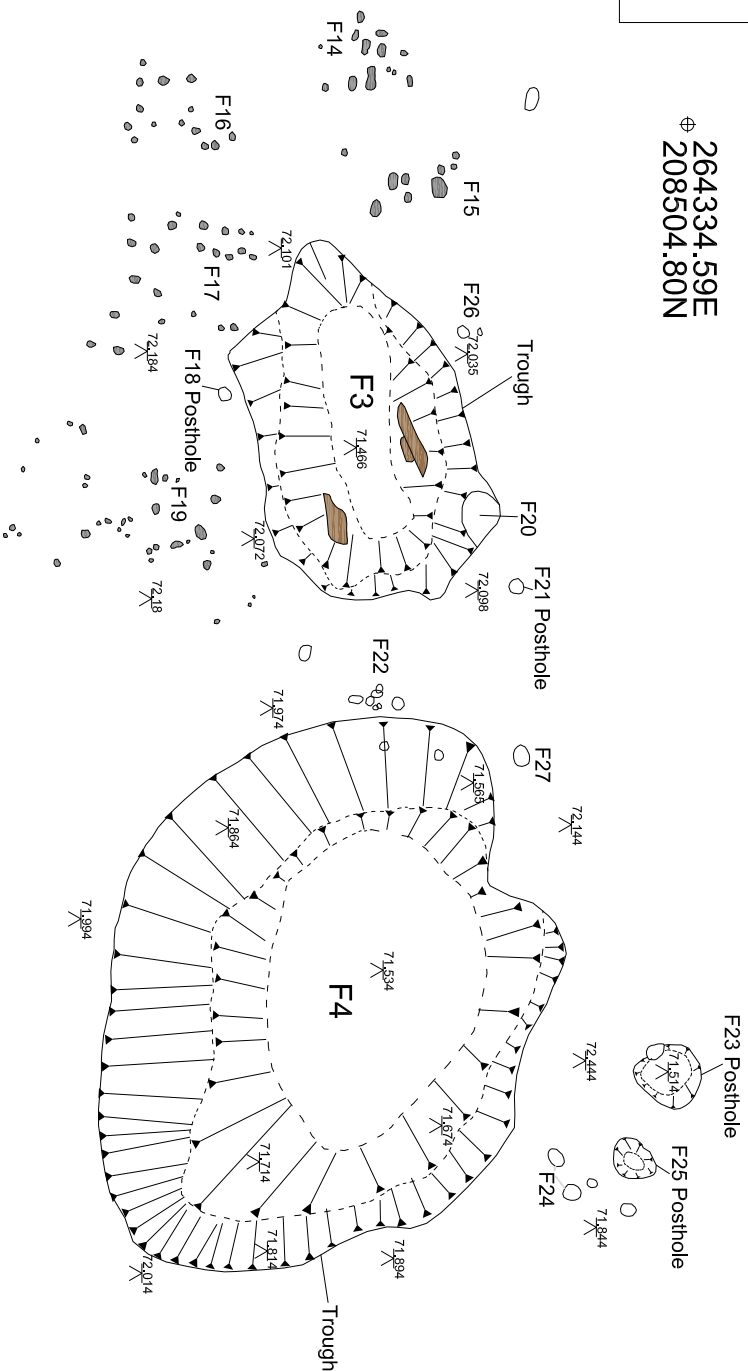 264334.59E
208504.80N
F14
F16
F15
F17
72.101
F26
72.035
72.184
Trough
F18 Posthole
F3
71.466
F19
F20
72.072
72.18
72.098
F21 Posthole
F22
71.974
F27
71.565
72.144
71.864
71.994
71.534
F4
72.444
F23 Posthole
71.514
71.674
71.714
F24
F25 Posthole
71.844
71.814
71.894
72.014
Trough